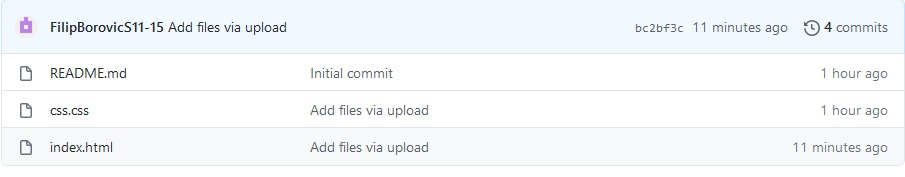 FilipBorovicS11-15 Add files via upload bc2bf3c 11 minutes ago 4 commits
README.md Initial commit 1 hour ago
css.css Add files via upload 1 hour ago
index.html Add files via upload 11 minutes ago